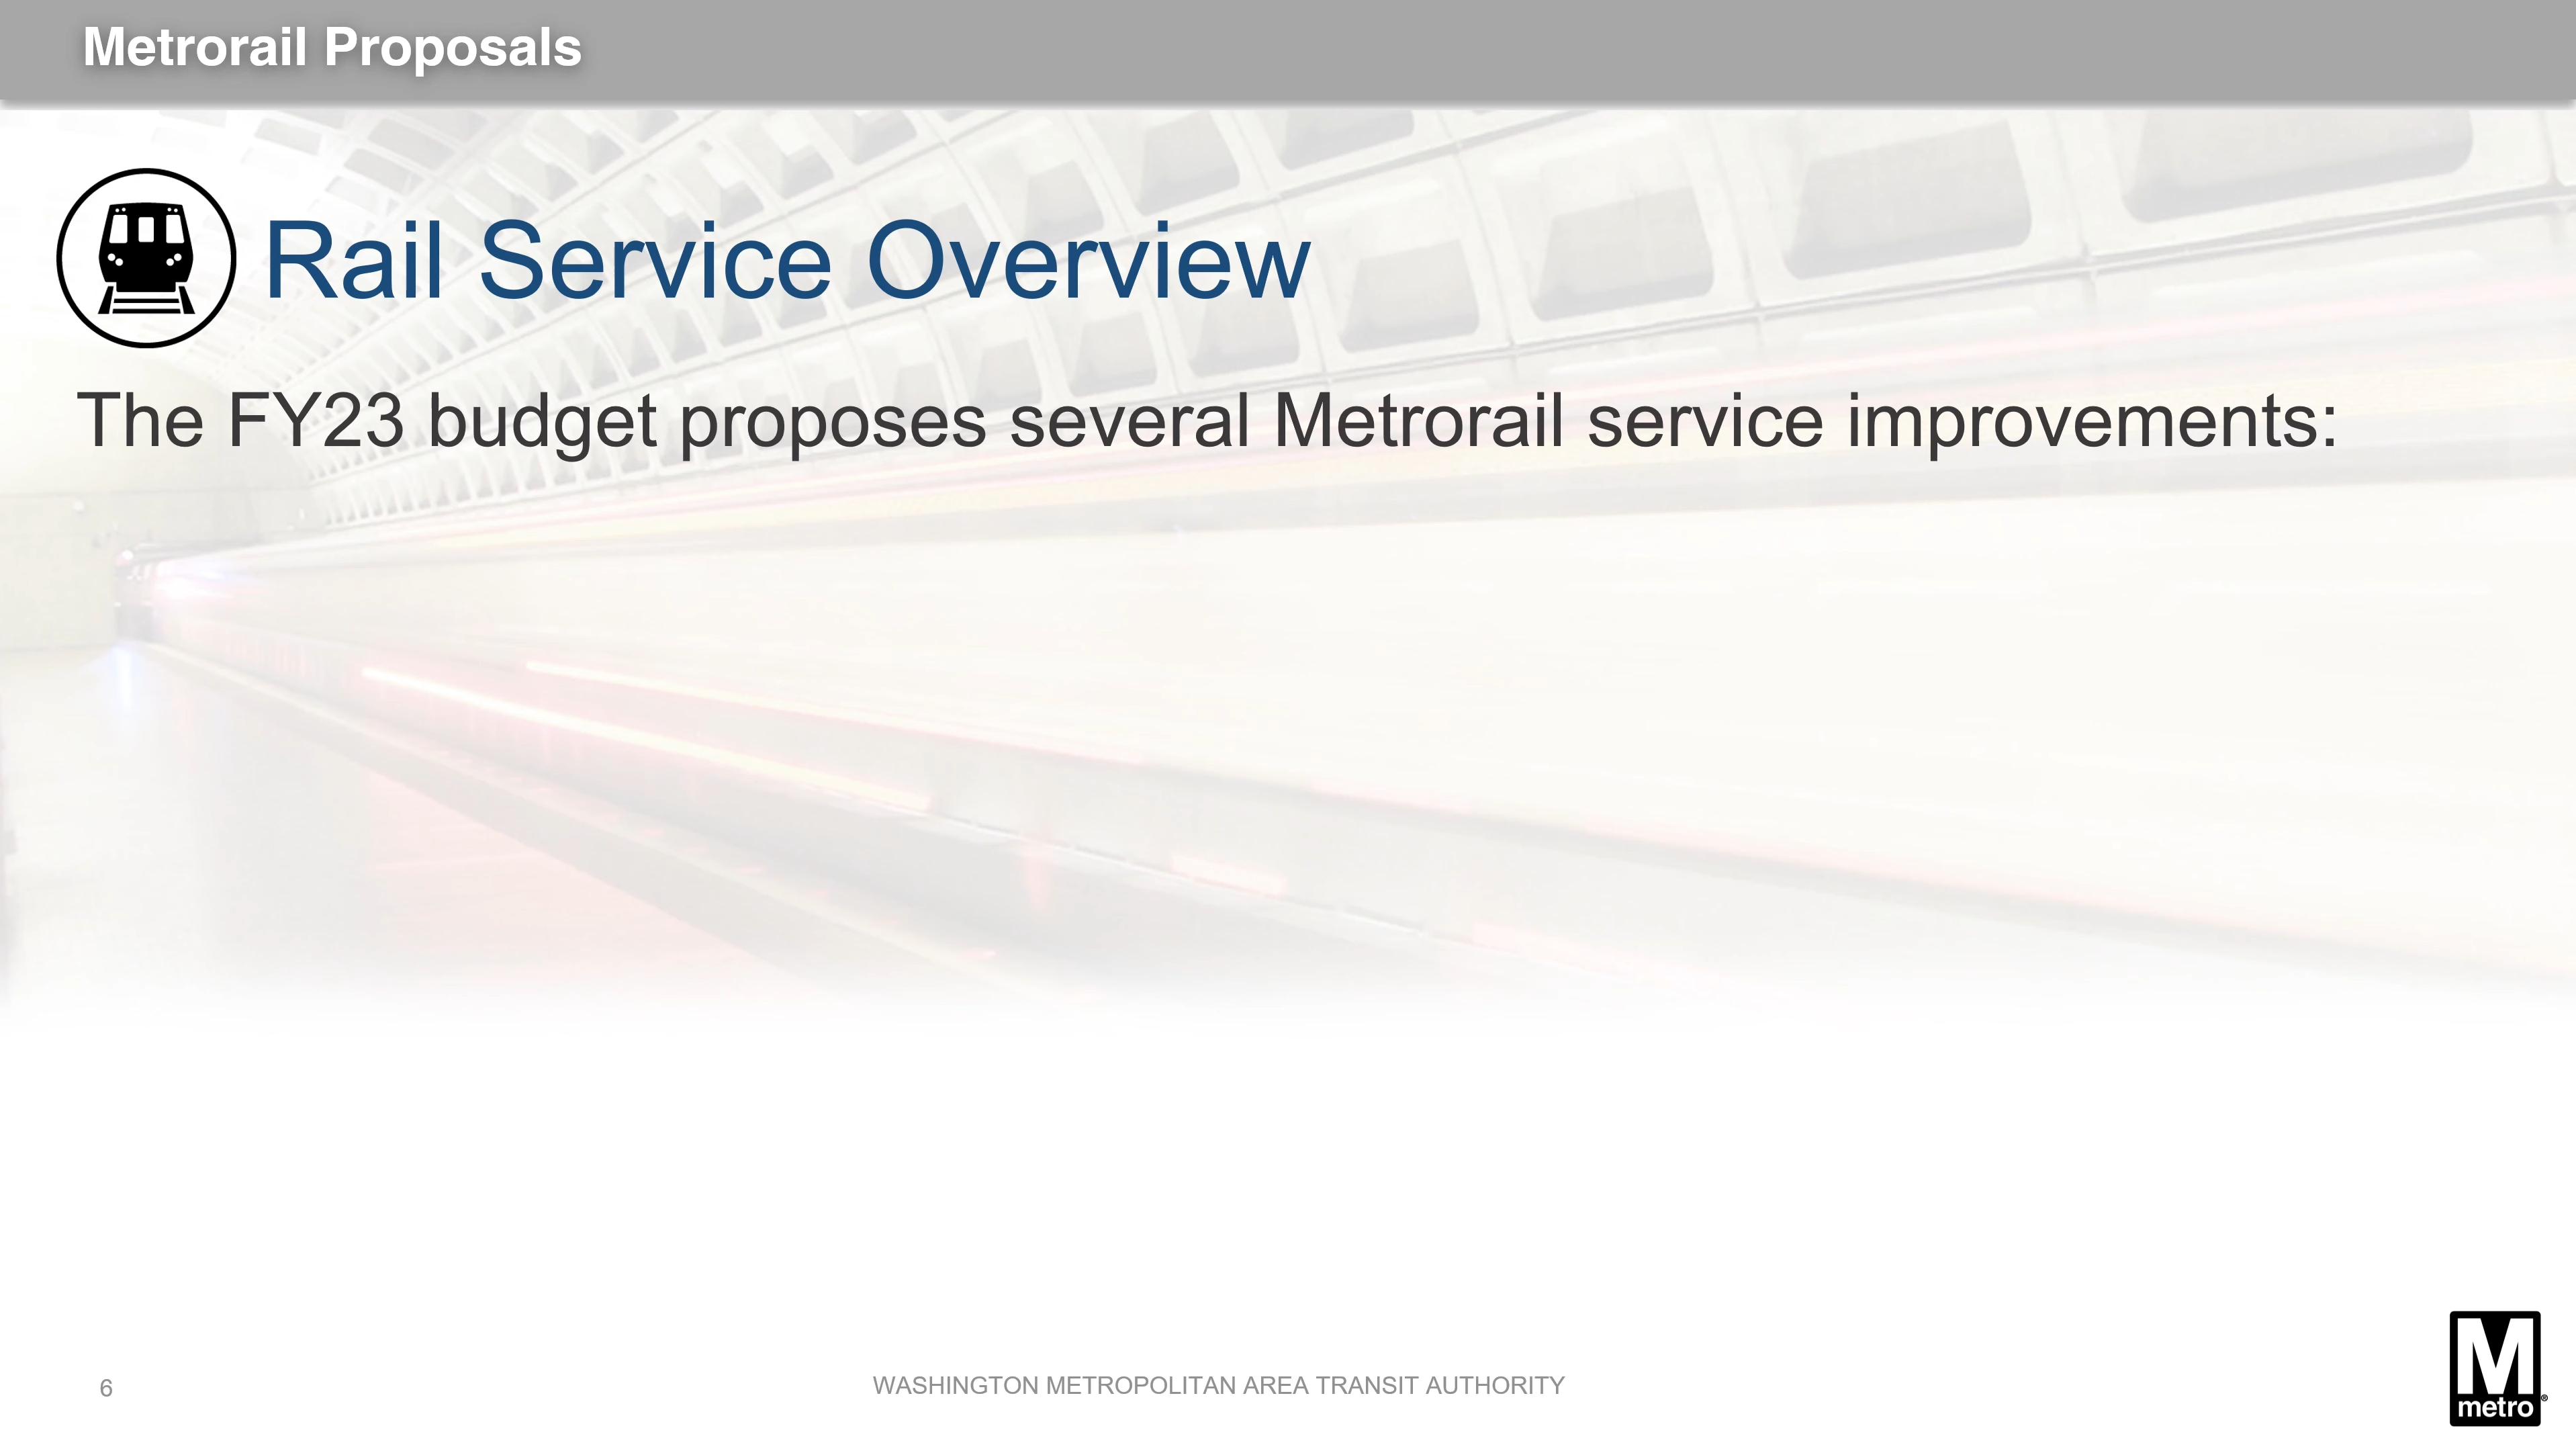 Metrorail Proposals
Rail Service Overview
The FY23 budget proposes several Metrorail service improvements:
6
WASHINGTON METROPOLITAN AREA TRANSIT AUTHORITY
M
metro®